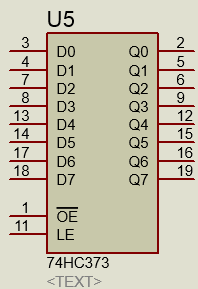 U5
3 D0 Q0 2
4 D1 Q1 5
7 D2 Q2 6
8 D3 Q3 9
13 D4 Q4 12
14 D5 Q5 15
17 D6 Q6 16
18 D7 Q7 19
1 OE
11 LE
74HC373
<TEXT>